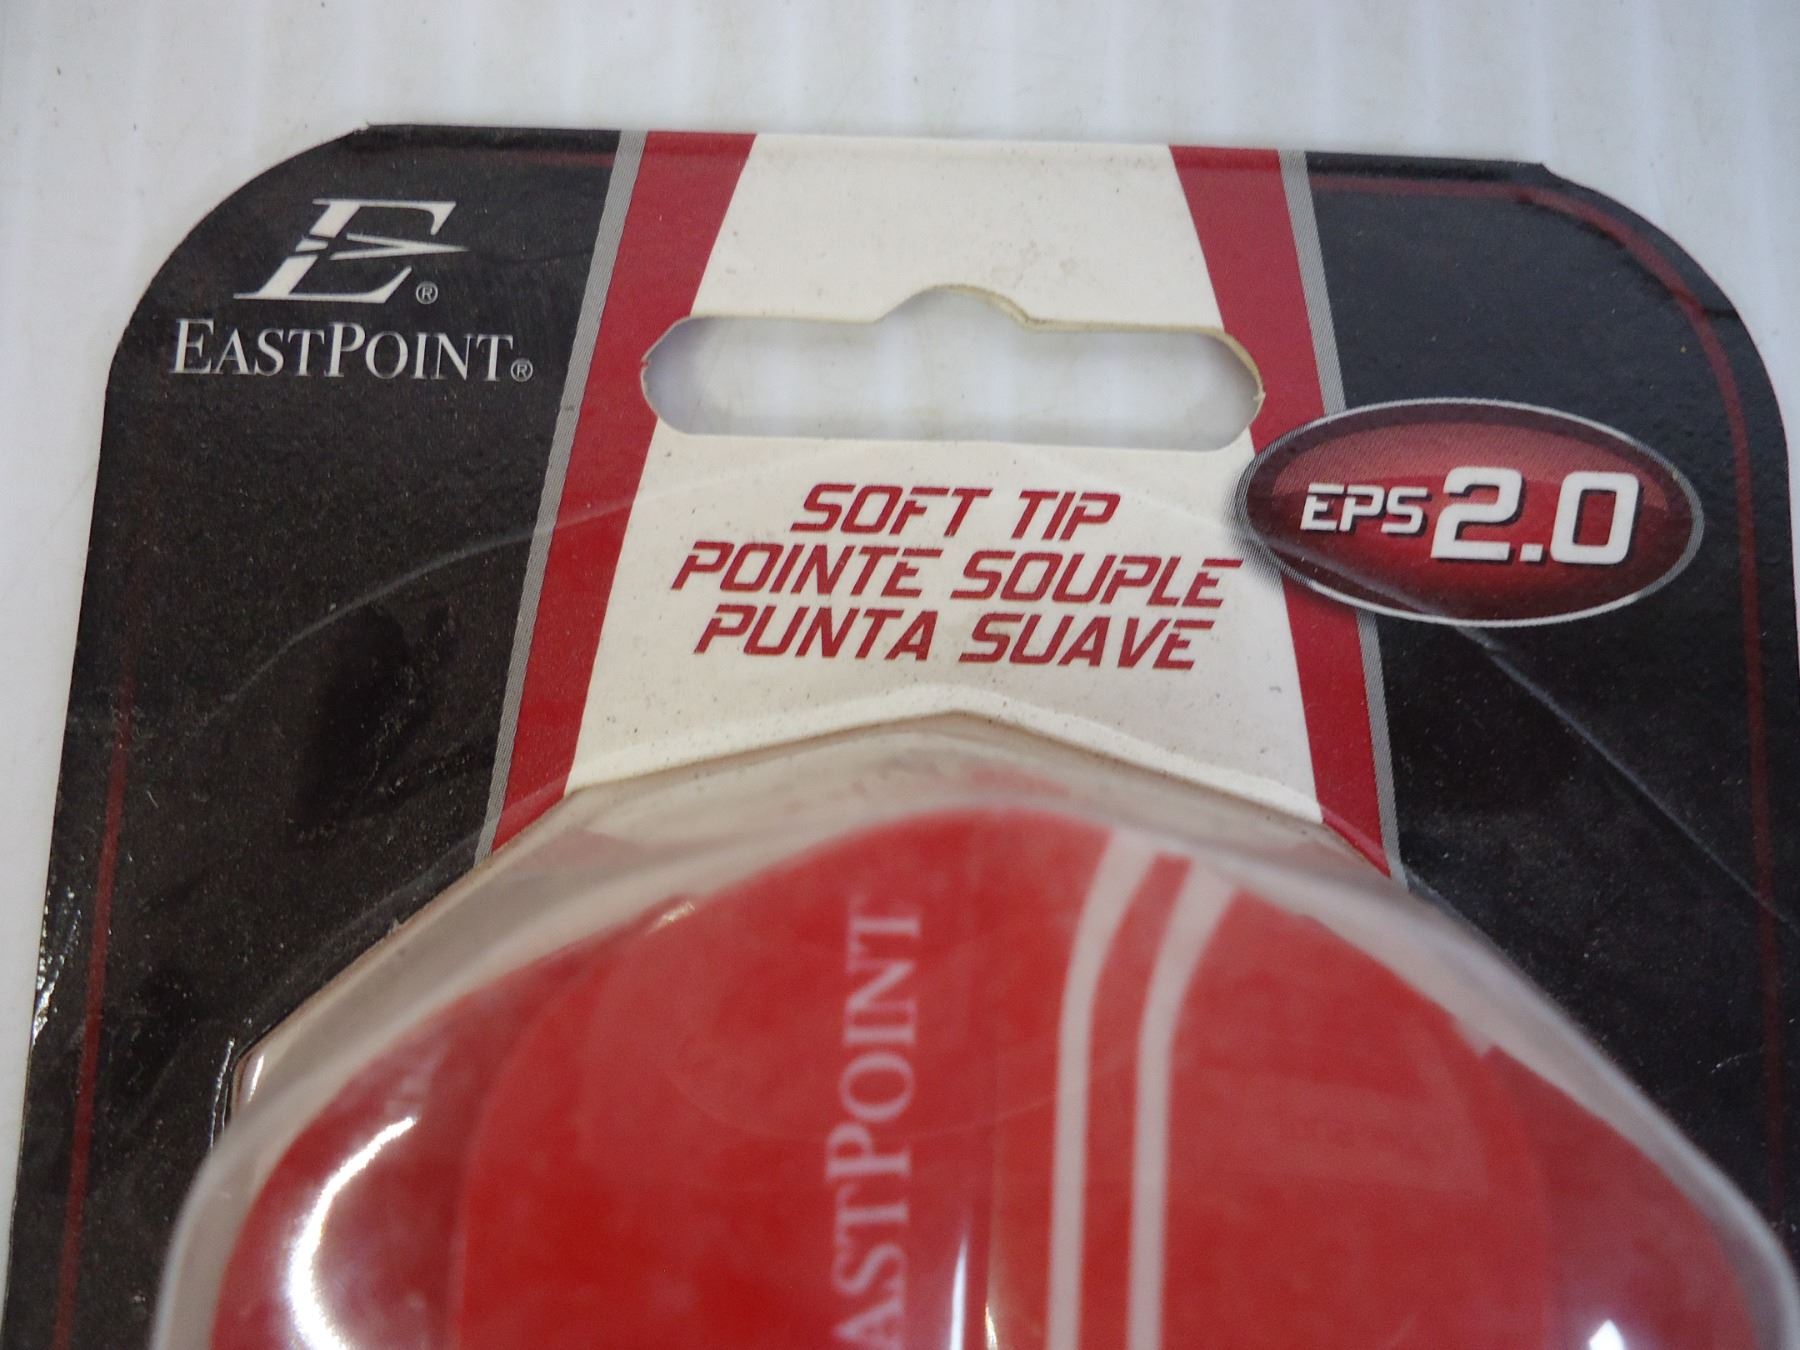 E®
EASTPOINT®
SOFT TIP
POINTE SOUPLE
PUNTA SUAVE
EPS 2.0
EASTPOINT